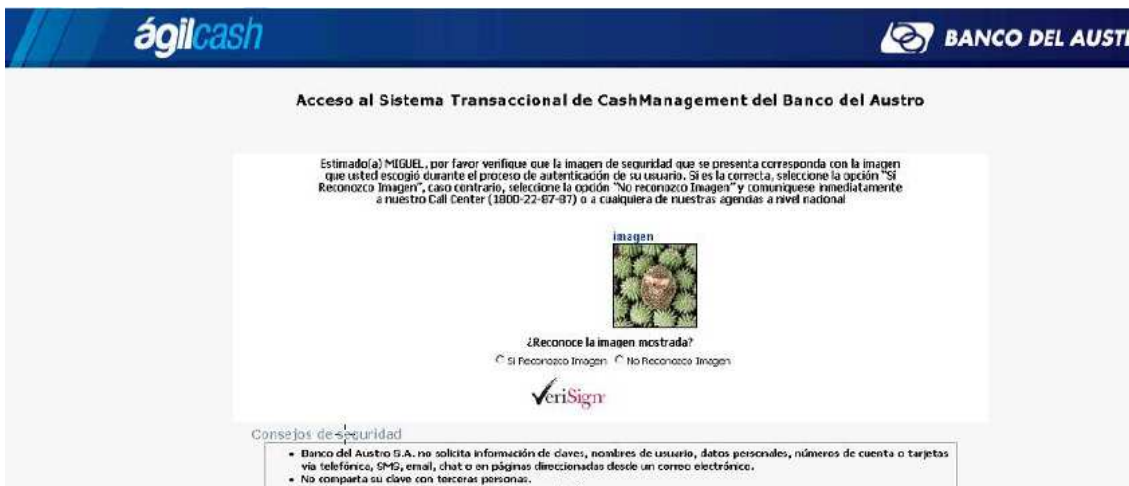 ágilcash
BANCO DEL AUSTR
Acceso al Sistema Transaccional de CashManagement del Banco del Austro
Estimado(a) MIGUEL, por favor verifique que la imagen de seguridad que se presenta corresponda con la imagen
que usted escogió durante el proceso de autenticación de su usuario. Si es la correcta, seleccione la opción "Si
Reconozco Imagen", caso contrario, seleccione la opción "No reconozco Imagen" y comuniquese inmediatamente
a nuestro Call Center (1800-22-87-87) o a cualquiera de nuestras agencias a nivel nacional
imagen
¿Reconoce la imagen mostrada?
Si Reconozco Imagen No Reconozco Imagen
VeriSign
Consejos de seguridad
• Banco del Austro S.A. no solicita información de claves, nombres de usuario, datos personales, números de cuenta o tarjetas
via telefónica, SMS, email, chat o en páginas direccionadas desde un correo electrónico.
• No comparta su clave con terceras personas.